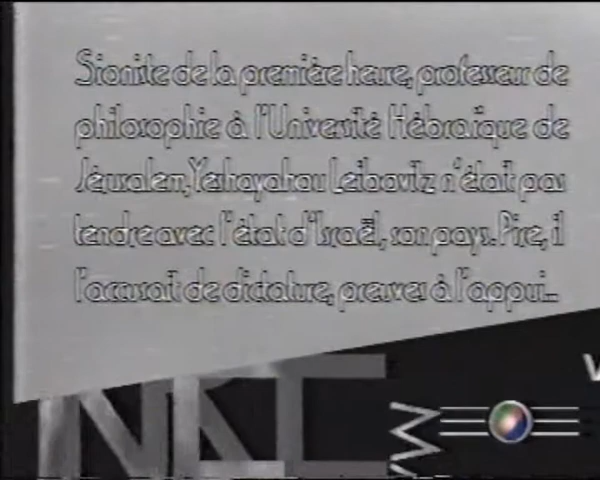 Sioniste de la première heure, professeur de
philosophie à l'Université Hébraïque de
Jérusalem, Yeshayahou Leibovitz n'était pas
tendre avec l'état d'Israël, son pays. Pire, il
l'accusait de dictature, preuves à l'appui...